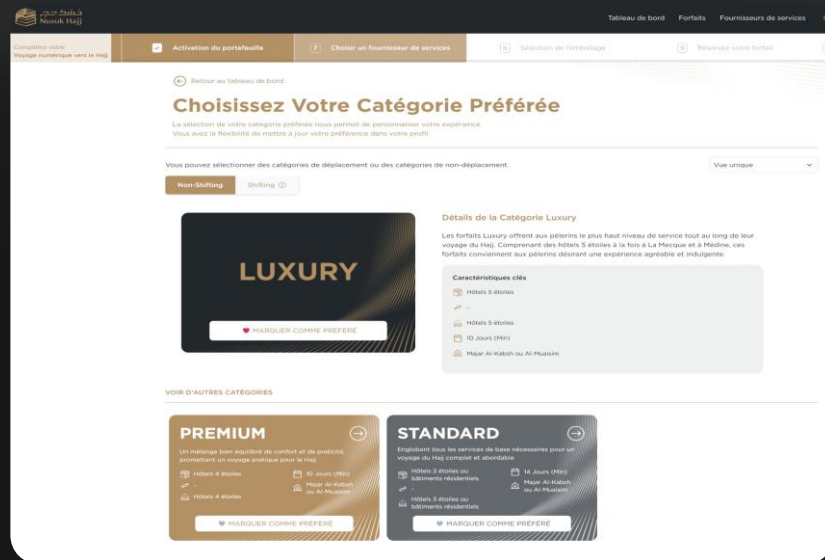 نسك حج
Nusuk Hajj
Tableau de bord Forfaits Fournisseurs de services
Complétez votre
Voyage numérique vers le Hajj
Activation du portefeuille
Choisir un fournisseur de services
Sélection de l'emballage
Réservez votre forfait
Retour au tableau de bord
Choisissez Votre Catégorie Préférée
La sélection de votre catégorie préférée nous permet de personnaliser votre expérience.
Vous avez la flexibilité de mettre à jour votre préférence dans votre profil.
Vous pouvez sélectionner des catégories de déplacement ou des catégories de non-déplacement.
Vue unique
Non-Shifting
Shifting
LUXURY
MARQUER COMME PRÉFÉRÉ
Détails de la Catégorie Luxury
Les forfaits Luxury offrent aux pèlerins le plus haut niveau de service tout au long de leur
voyage du Hajj. Comprenant des hôtels 5 étoiles à la fois à La Mecque et à Médine, ces
forfaits conviennent aux pèlerins désirant une expérience agréable et indulgente.
Caractéristiques clés
Hôtels 5 étoiles
-
Hôtels 5 étoiles
10 Jours (Min)
Majar Al-Kabsh ou Al-Muaisim
VOIR D'AUTRES CATÉGORIES
PREMIUM
Un mélange bien équilibré de confort et de praticité,
promettant un voyage pratique pour le Hajj
Hôtels 4 étoiles
-
Hôtels 4 étoiles
10 Jours (Min)
Majar Al-Kabsh
ou Al-Muaisim
MARQUER COMME PRÉFÉRÉ
STANDARD
Englobant tous les services de base nécessaires pour un
voyage du Hajj complet et abordable
Hôtels 3 étoiles ou
bâtiments résidentiels
-
Hôtels 3 étoiles ou
bâtiments résidentiels
14 Jours (Min)
Majar Al-Kabsh
ou Al-Muaisim
MARQUER COMME PRÉFÉRÉ